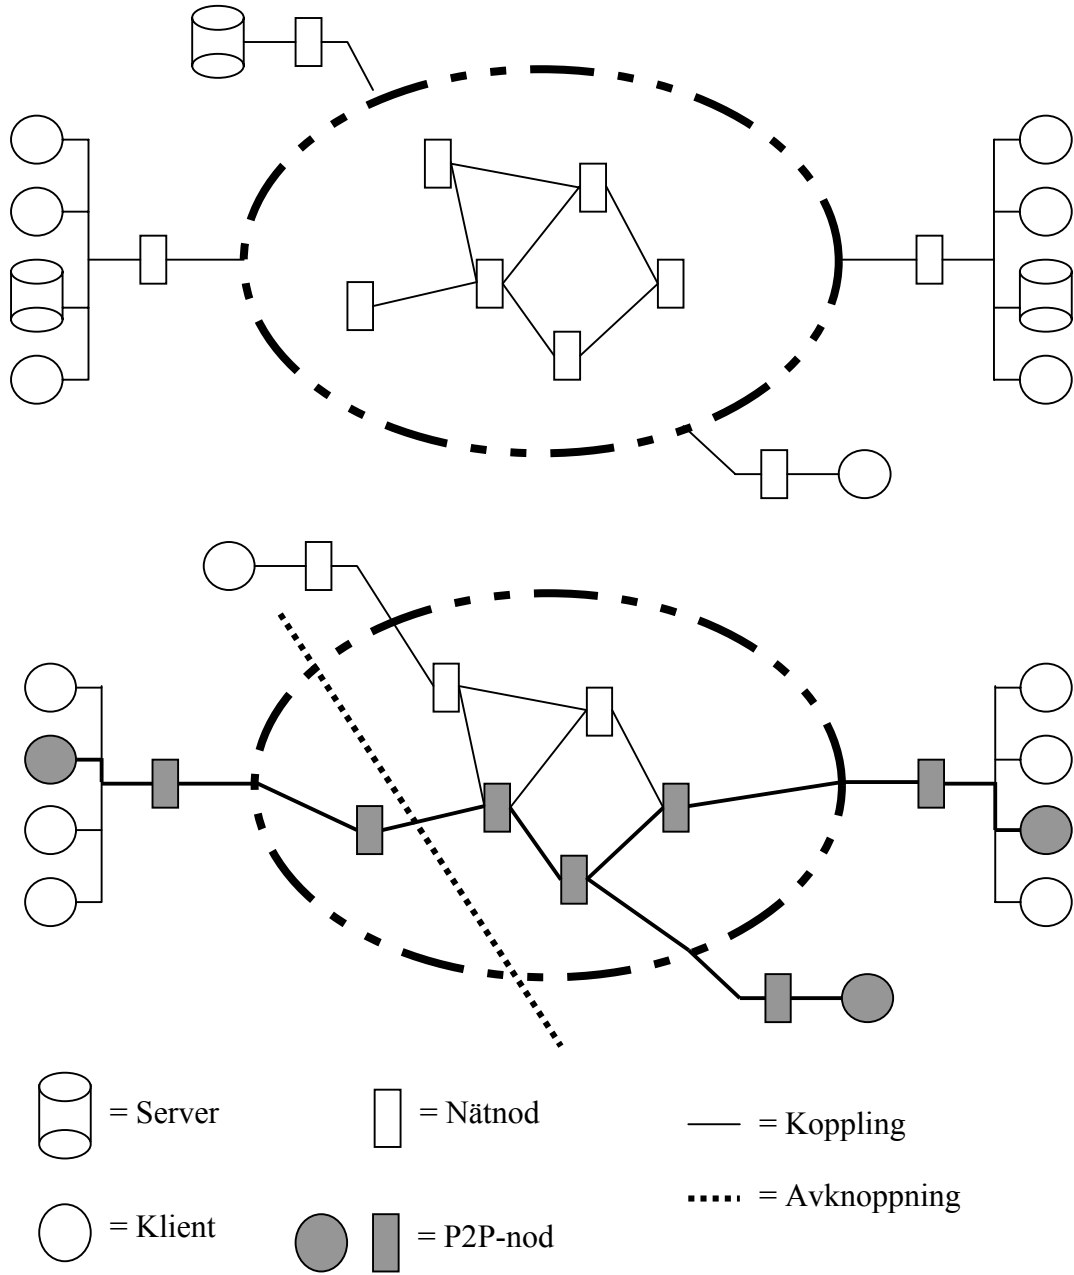 = Server
= Nätnod
= Koppling
= Avknoppning
= Klient
= P2P-nod